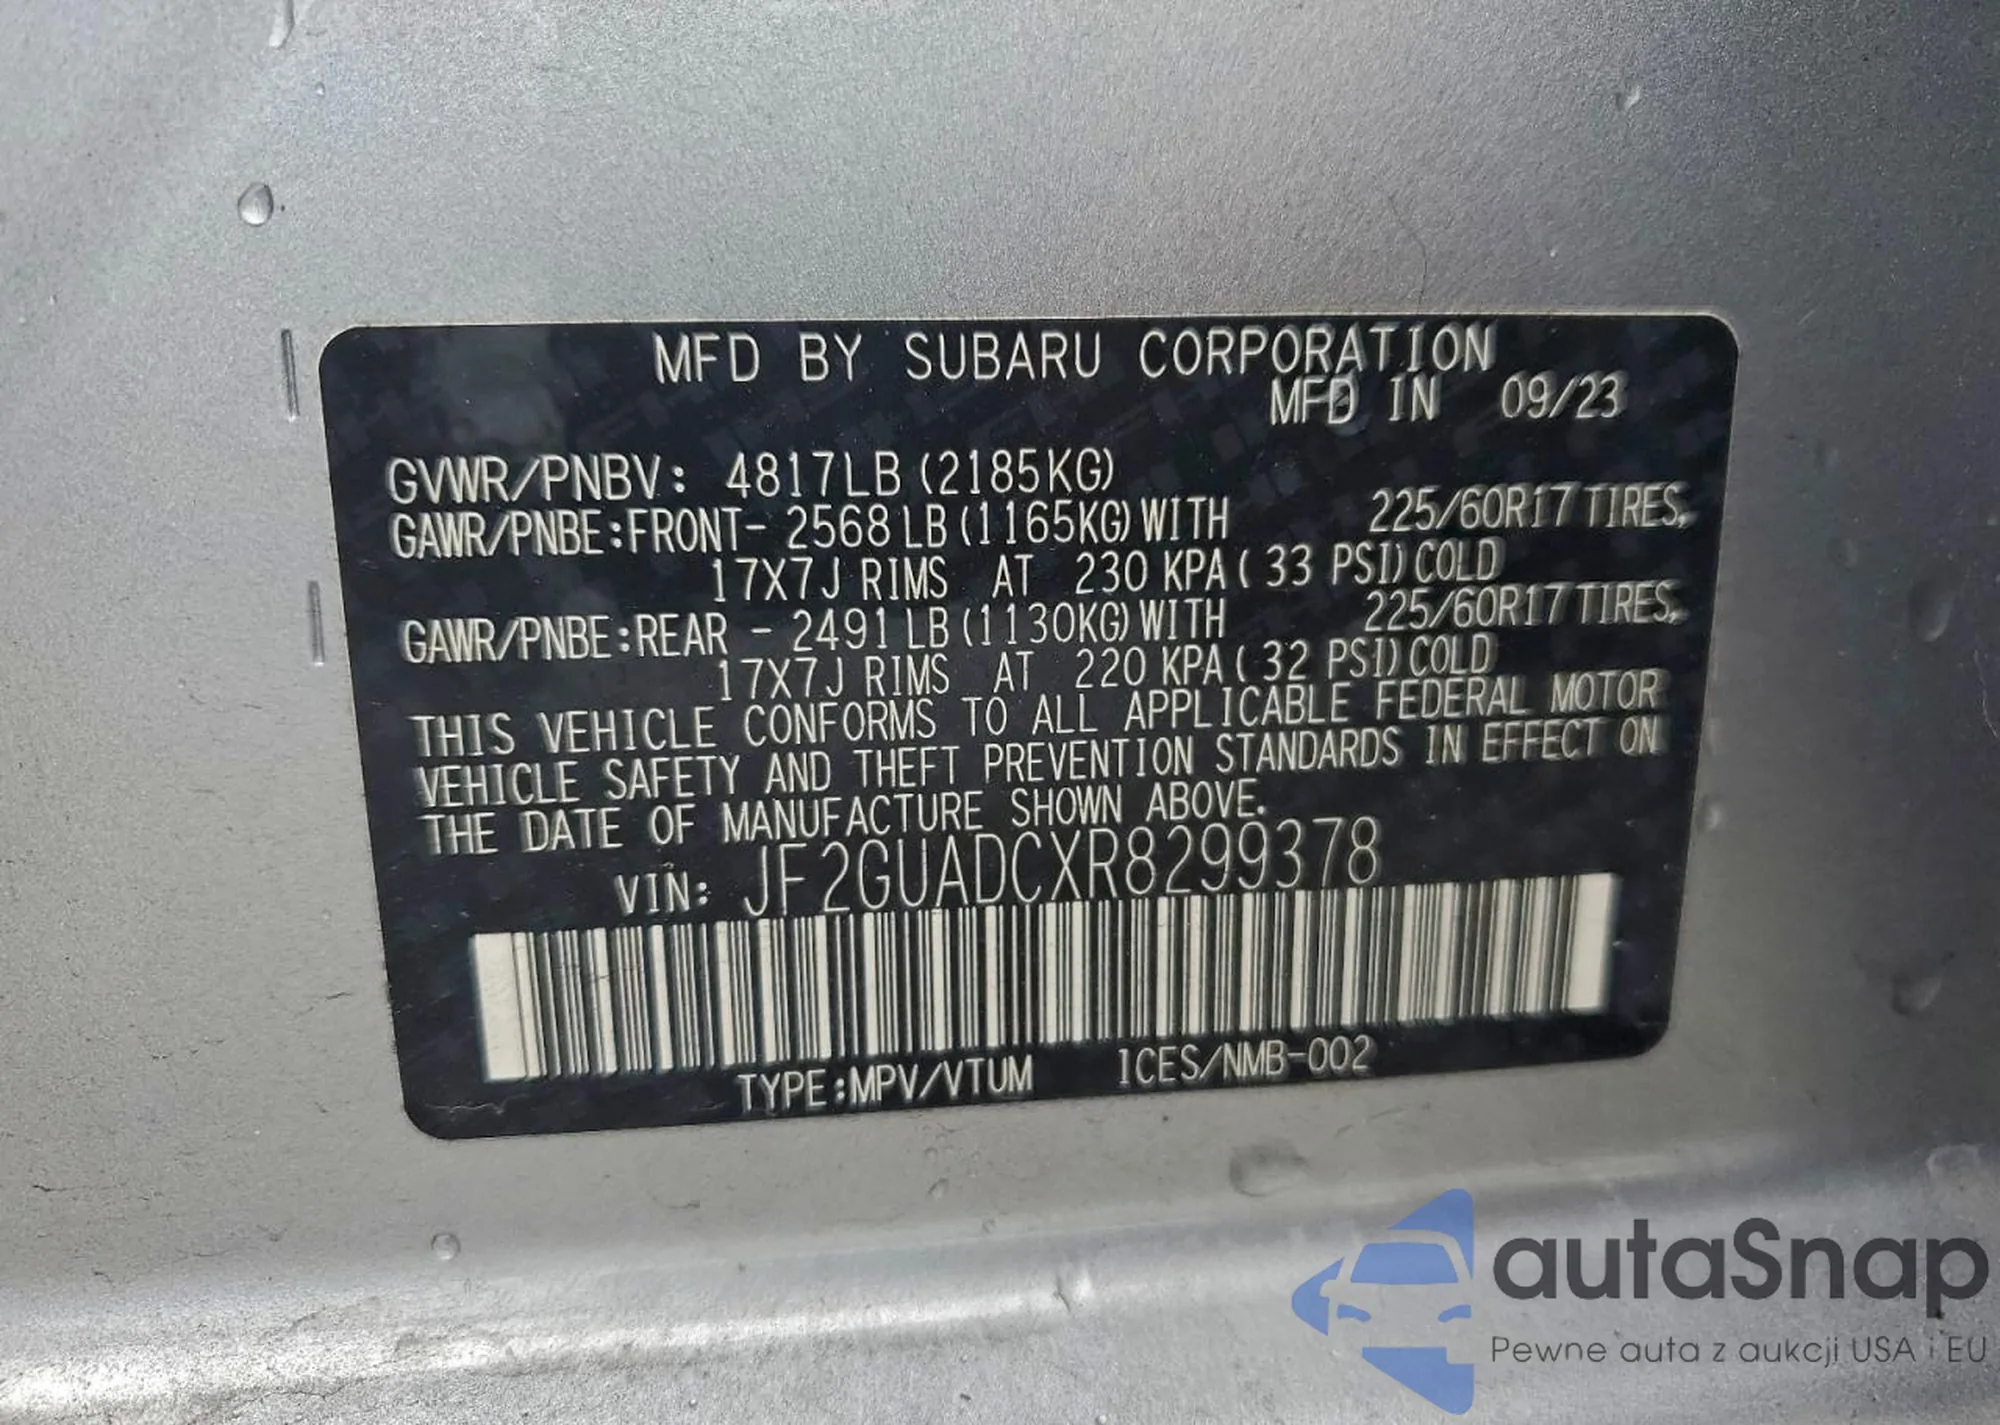 MFD BY SUBARU CORPORATION
MFD IN 09/23
GVWR/PNBV: 4817LB (2185KG)
GAWR/PNBE:FRONT- 2568 LB (1165KG) WITH 225/60R17 TIRES,
17X7J RIMS AT 230 KPA ( 33 PSI) COLD
GAWR/PNBE:REAR - 2491 LB (1130KG) WITH 225/60R17 TIRES,
17X7J RIMS AT 220 KPA ( 32 PSI) COLD
THIS VEHICLE CONFORMS TO ALL APPLICABLE FEDERAL MOTOR
VEHICLE SAFETY AND THEFT PREVENTION STANDARDS IN EFFECT ON
THE DATE OF MANUFACTURE SHOWN ABOVE.
VIN: JF2GUADCXR8299378
TYPE:MPV/VTUM ICES/NMB-002
autaSnap
Pewne auta z aukcji USA i EU